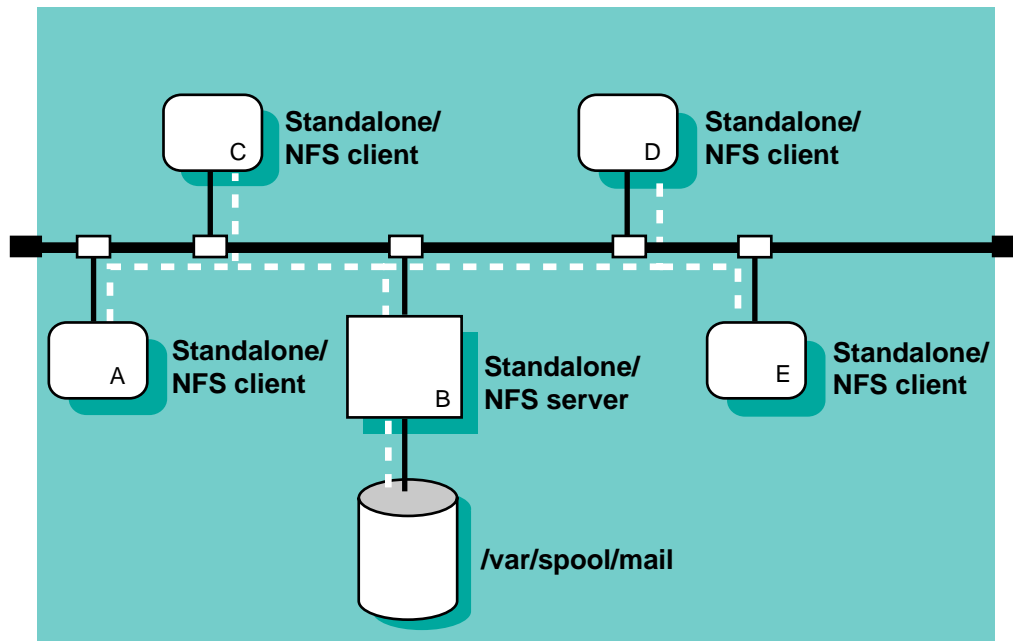 C
Standalone/
NFS client
D
Standalone/
NFS client
A
Standalone/
NFS client
B
Standalone/
NFS server
E
Standalone/
NFS client
/var/spool/mail